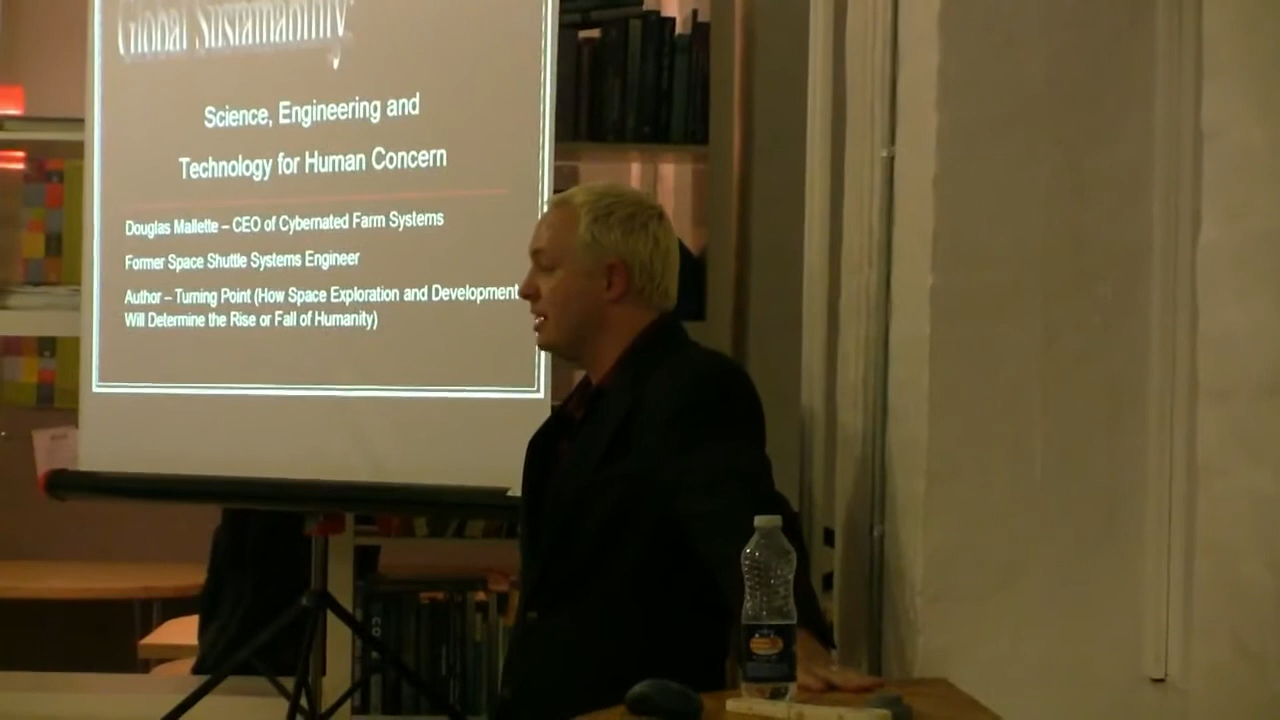 Global Sustainability
Science, Engineering and
Technology for Human Concern
Douglas Mallette – CEO of Cybernated Farm Systems
Former Space Shuttle Systems Engineer
Author – Turning Point (How Space Exploration and Development
Will Determine the Rise or Fall of Humanity)